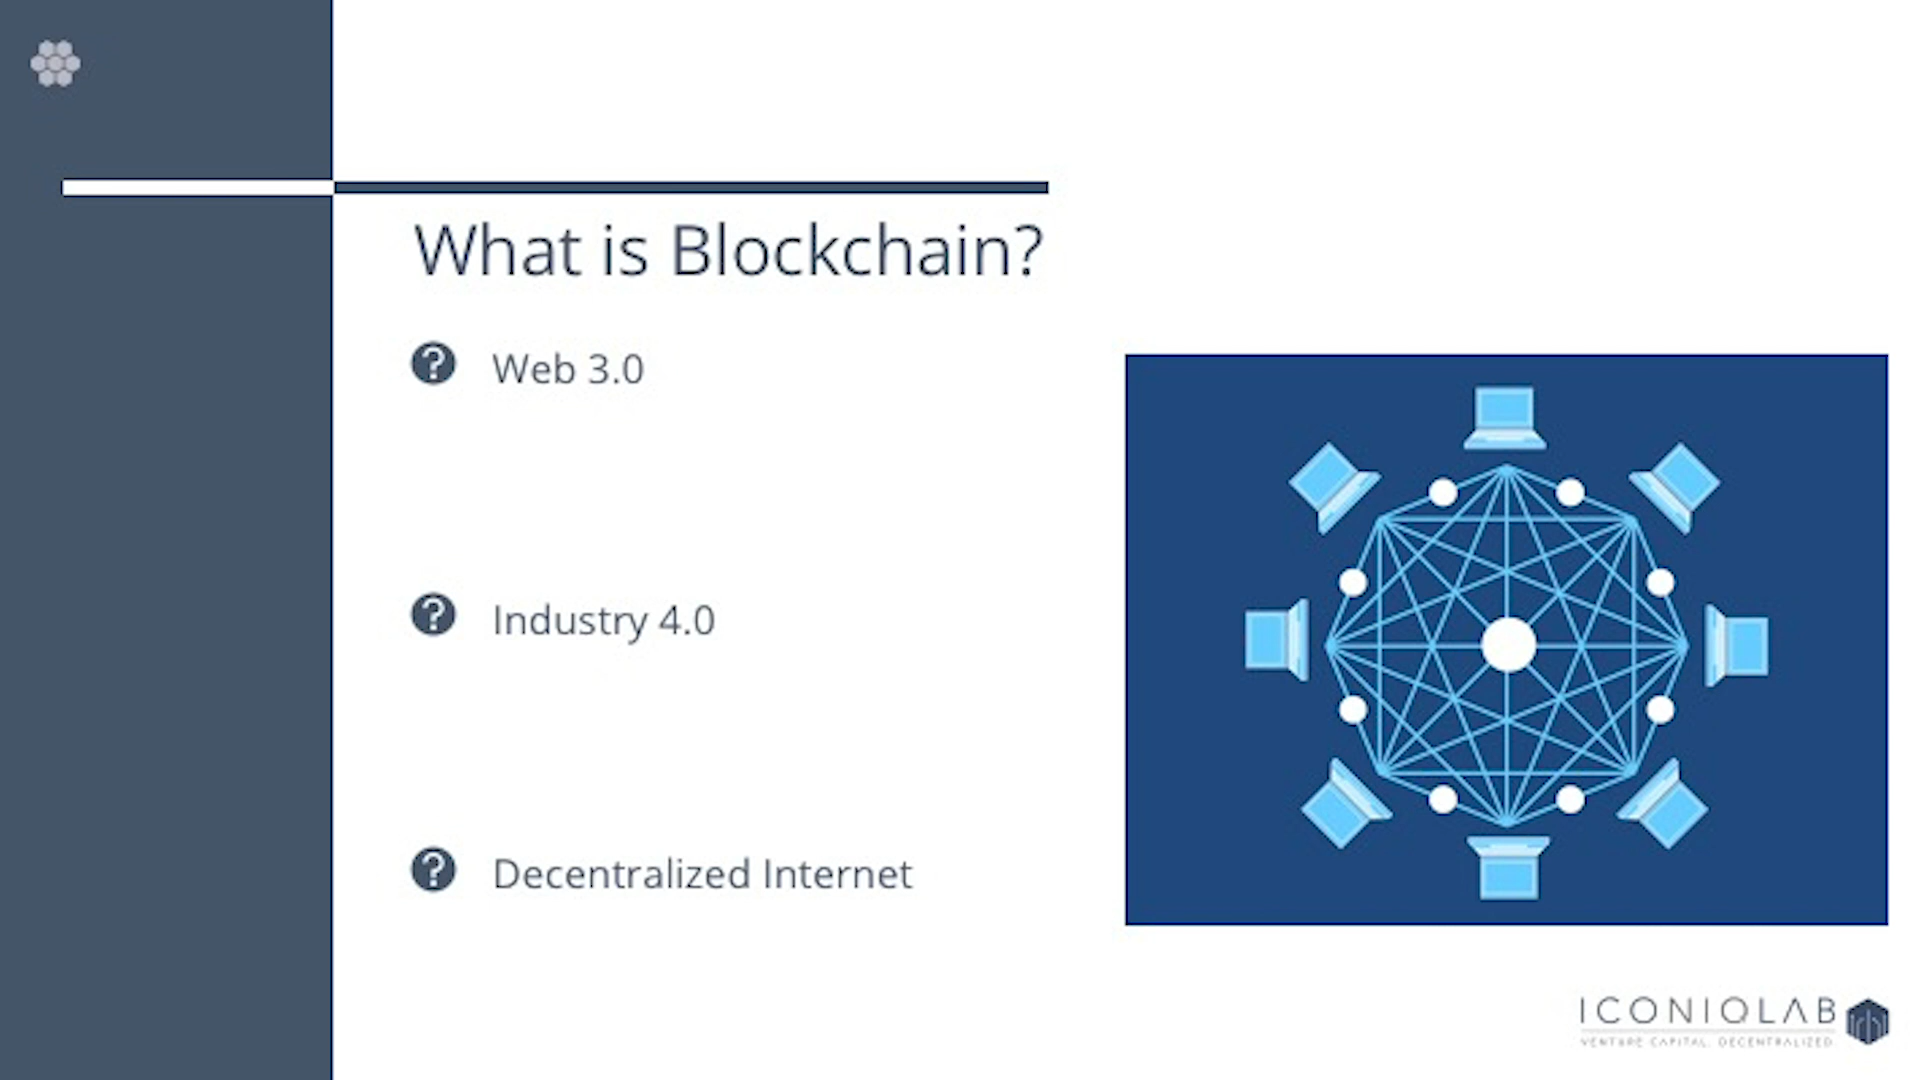 What is Blockchain?
Web 3.0
Industry 4.0
Decentralized Internet
ICONIQLAB
VENTURE CAPITAL. DECENTRALIZED.